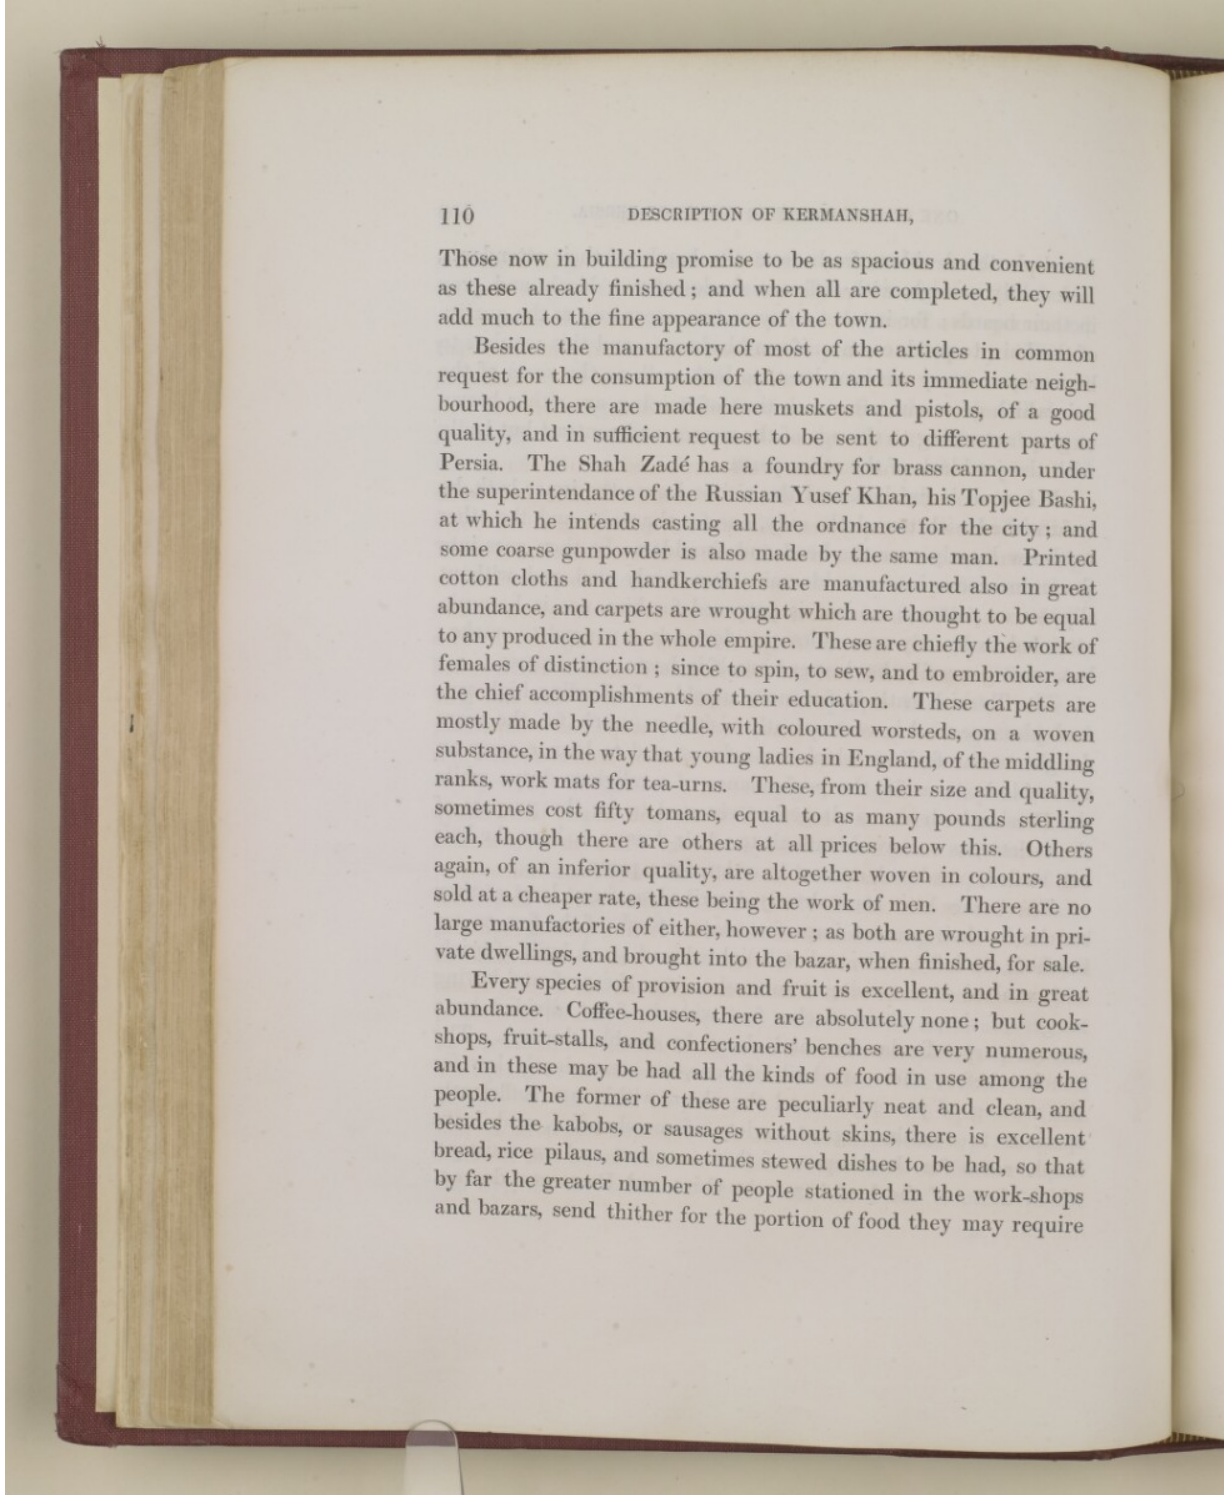 110 DESCRIPTION OF KERMANSHAH,
Those now in building promise to be as spacious and convenient
as these already finished; and when all are completed, they will
add much to the fine appearance of the town.
Besides the manufactory of most of the articles in common
request for the consumption of the town and its immediate neigh-
bourhood, there are made here muskets and pistols, of a good
quality, and in sufficient request to be sent to different parts of
Persia. The Shah Zadé has a foundry for brass cannon, under
the superintendance of the Russian Yusef Khan, his Topjee Bashi,
at which he intends casting all the ordnance for the city; and
some coarse gunpowder is also made by the same man. Printed
cotton cloths and handkerchiefs are manufactured also in great
abundance, and carpets are wrought which are thought to be equal
to any produced in the whole empire. These are chiefly the work of
females of distinction; since to spin, to sew, and to embroider, are
the chief accomplishments of their education. These carpets are
mostly made by the needle, with coloured worsteds, on a woven
substance, in the way that young ladies in England, of the middling
ranks, work mats for tea-urns. These, from their size and quality,
sometimes cost fifty tomans, equal to as many pounds sterling
each, though there are others at all prices below this. Others
again, of an inferior quality, are altogether woven in colours, and
sold at a cheaper rate, these being the work of men. There are no
large manufactories of either, however; as both are wrought in pri-
vate dwellings, and brought into the bazar, when finished, for sale.
Every species of provision and fruit is excellent, and in great
abundance. Coffee-houses, there are absolutely none; but cook-
shops, fruit-stalls, and confectioners' benches are very numerous,
and in these may be had all the kinds of food in use among the
people. The former of these are peculiarly neat and clean, and
besides the kabobs, or sausages without skins, there is excellent
bread, rice pilaus, and sometimes stewed dishes to be had, so that
by far the greater number of people stationed in the work-shops
and bazars, send thither for the portion of food they may require